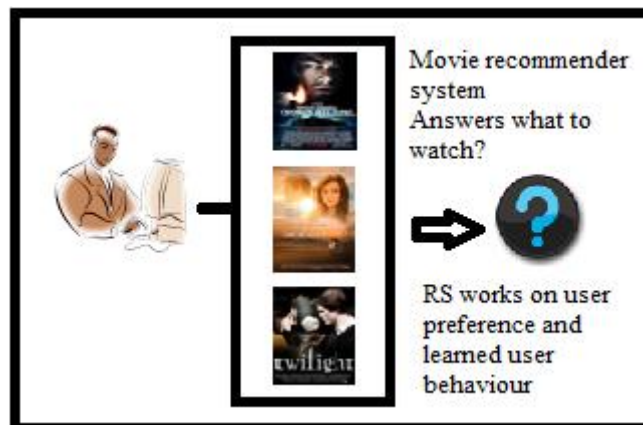 Movie recommender
system
Answers what to
watch?
twilight
RS works on user
preference and
learned user
behaviour